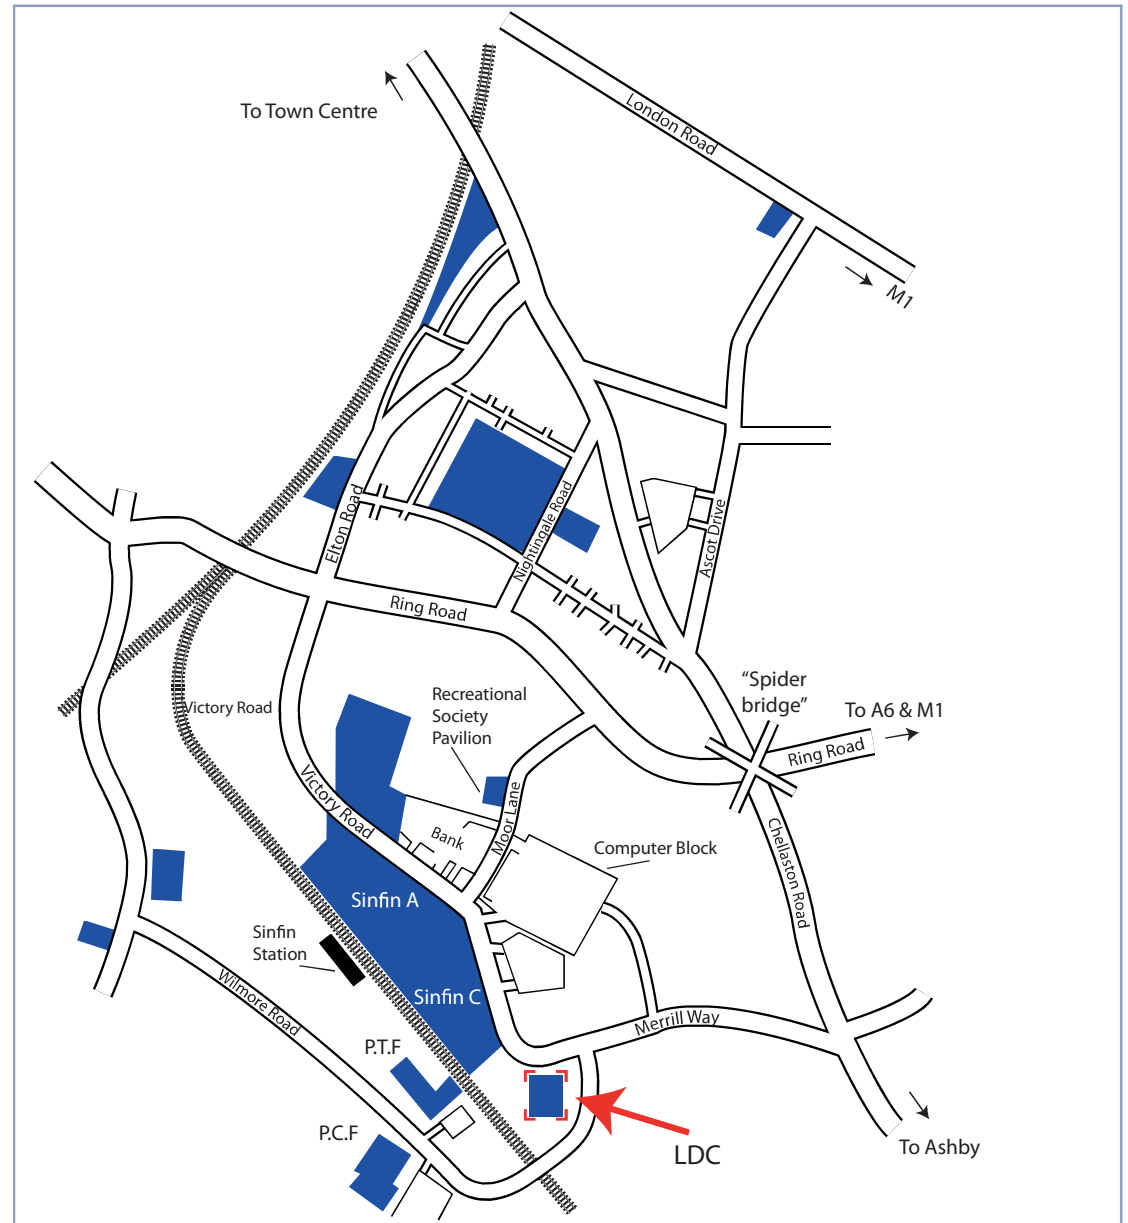 To Town Centre
London Road
M1
Elton Road
Nightingale Road
Ascot Drive
Ring Road
"Spider
bridge"
To A6 & M1
Ring Road
Victory Road
Recreational
Society
Pavilion
Victory Road
Bank
Moor Lane
Computer Block
Chellaston Road
Sinfin A
Sinfin
Station
Sinfin C
Wilmore Road
Merrill Way
P.T.F
P.C.F
LDC
To Ashby